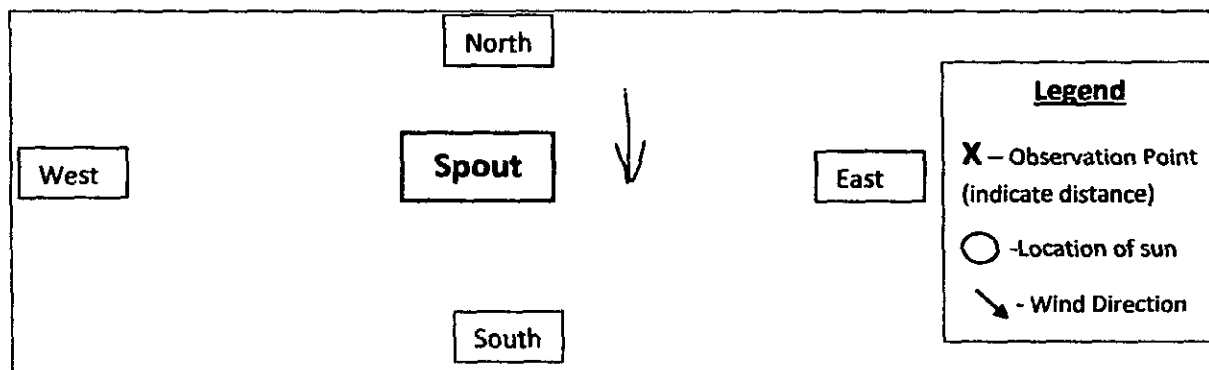 North
Legend
West
Spout
East
X – Observation Point
(indicate distance)
-Location of sun
- Wind Direction
South